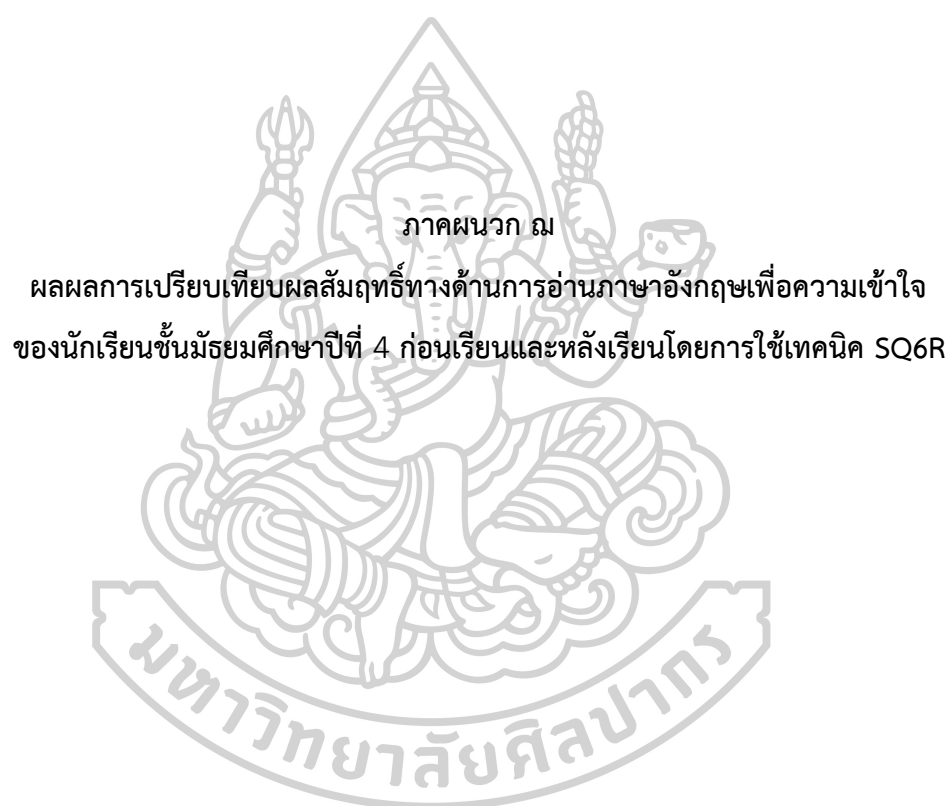 ภาคผนวก ฌ
ผลผลการเปรียบเทียบผลสัมฤทธิ์ทางด้านการอ่านภาษาอังกฤษเพื่อความเข้าใจ
ของนักเรียนชั้นมัธยมศึกษาปีที่ 4 ก่อนเรียนและหลังเรียนโดยการใช้เทคนิค SQ6R
มหาวิทยาลัยศิลปากร